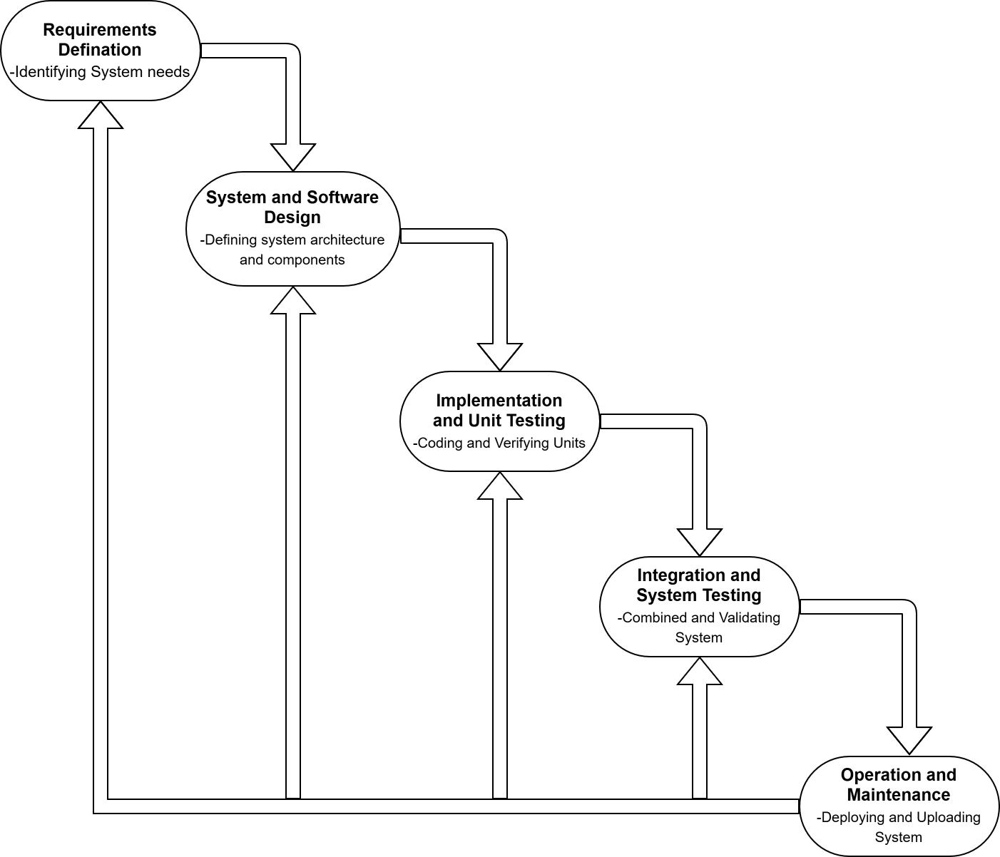 Requirements
Defination
-Identifying System needs
System and Software
Design
-Defining system architecture
and components
Implementation
and Unit Testing
-Coding and Verifying Units
Integration and
System Testing
-Combined and Validating
System
Operation and
Maintenance
-Deploying and Uploading
System